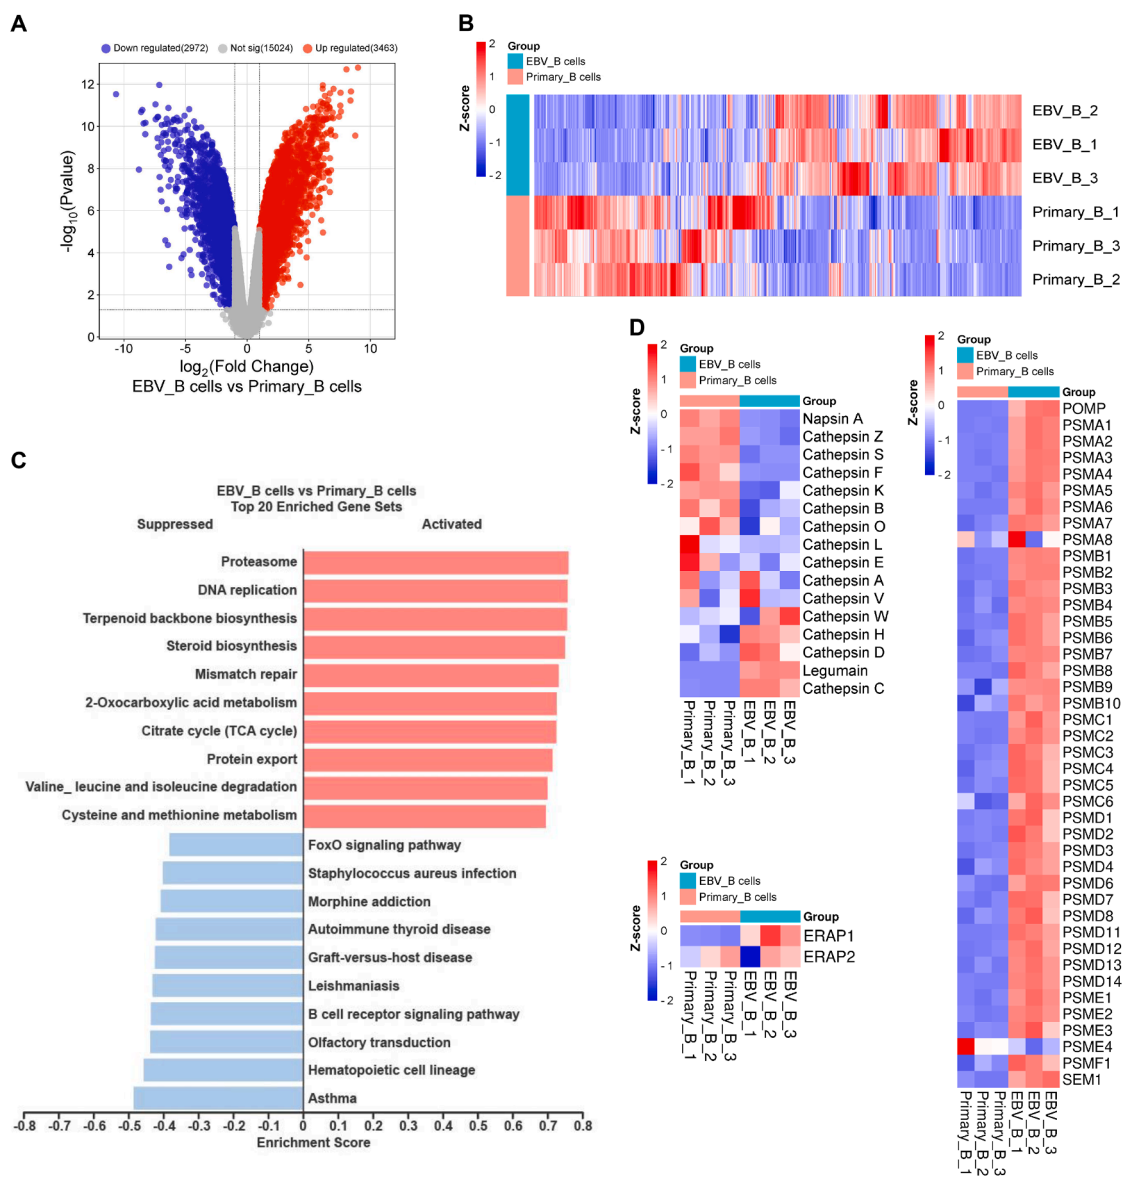 A
Down regulated(2972) Not sig(15024) Up regulated(3463)
-log10(Pvalue)
12
10
8
6
4
2
0
-10 -5 0 5 10
log2(Fold Change)
EBV_B cells vs Primary_B cells
B
Z-score
2
1
0
-1
-2
Group
EBV_B cells
Primary_B cells
EBV_B_2
EBV_B_1
EBV_B_3
Primary_B_1
Primary_B_3
Primary_B_2
C
EBV_B cells vs Primary_B cells
Top 20 Enriched Gene Sets
Suppressed Activated
Proteasome
DNA replication
Terpenoid backbone biosynthesis
Steroid biosynthesis
Mismatch repair
2-Oxocarboxylic acid metabolism
Citrate cycle (TCA cycle)
Protein export
Valine_ leucine and isoleucine degradation
Cysteine and methionine metabolism
FoxO signaling pathway
Staphylococcus aureus infection
Morphine addiction
Autoimmune thyroid disease
Graft-versus-host disease
Leishmaniasis
B cell receptor signaling pathway
Olfactory transduction
Hematopoietic cell lineage
Asthma
-0.8 -0.7 -0.6 -0.5 -0.4 -0.3 -0.2 -0.1 0 0.1 0.2 0.3 0.4 0.5 0.6 0.7 0.8
Enrichment Score
D
Z-score
2
1
0
-1
-2
Group
EBV_B cells
Primary_B cells
Group
Napsin A
Cathepsin Z
Cathepsin S
Cathepsin F
Cathepsin K
Cathepsin B
Cathepsin O
Cathepsin L
Cathepsin E
Cathepsin A
Cathepsin V
Cathepsin W
Cathepsin H
Cathepsin D
Legumain
Cathepsin C
Primary_B_1
Primary_B_2
Primary_B_3
EBV_B_1
EBV_B_2
EBV_B_3
Z-score
2
1
0
-1
-2
Group
EBV_B cells
Primary_B cells
Group
ERAP1
ERAP2
Primary_B_1
Primary_B_2
Primary_B_3
EBV_B_1
EBV_B_2
EBV_B_3
Z-score
2
1
0
-1
-2
Group
EBV_B cells
Primary_B cells
Group
POMP
PSMA1
PSMA2
PSMA3
PSMA4
PSMA5
PSMA6
PSMA7
PSMA8
PSMB1
PSMB2
PSMB3
PSMB4
PSMB5
PSMB6
PSMB7
PSMB8
PSMB9
PSMB10
PSMC1
PSMC2
PSMC3
PSMC4
PSMC5
PSMC6
PSMD1
PSMD2
PSMD3
PSMD4
PSMD6
PSMD7
PSMD8
PSMD11
PSMD12
PSMD13
PSMD14
PSME1
PSME2
PSME3
PSME4
PSMF1
SEM1
Primary_B_1
Primary_B_2
Primary_B_3
EBV_B_1
EBV_B_2
EBV_B_3